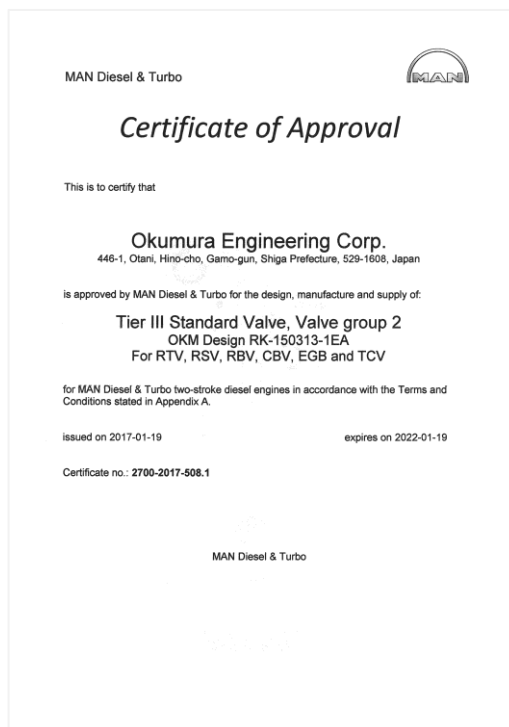 MAN Diesel & Turbo
MAN
Certificate of Approval
This is to certify that
Okumura Engineering Corp.
446-1, Otani, Hino-cho, Gamo-gun, Shiga Prefecture, 529-1608, Japan
is approved by MAN Diesel & Turbo for the design, manufacture and supply of:
Tier III Standard Valve, Valve group 2
OKM Design RK-150313-1EA
For RTV, RSV, RBV, CBV, EGB and TCV
for MAN Diesel & Turbo two-stroke diesel engines in accordance with the Terms and
Conditions stated in Appendix A.
issued on 2017-01-19 expires on 2022-01-19
Certificate no.: 2700-2017-508.1
MAN Diesel & Turbo